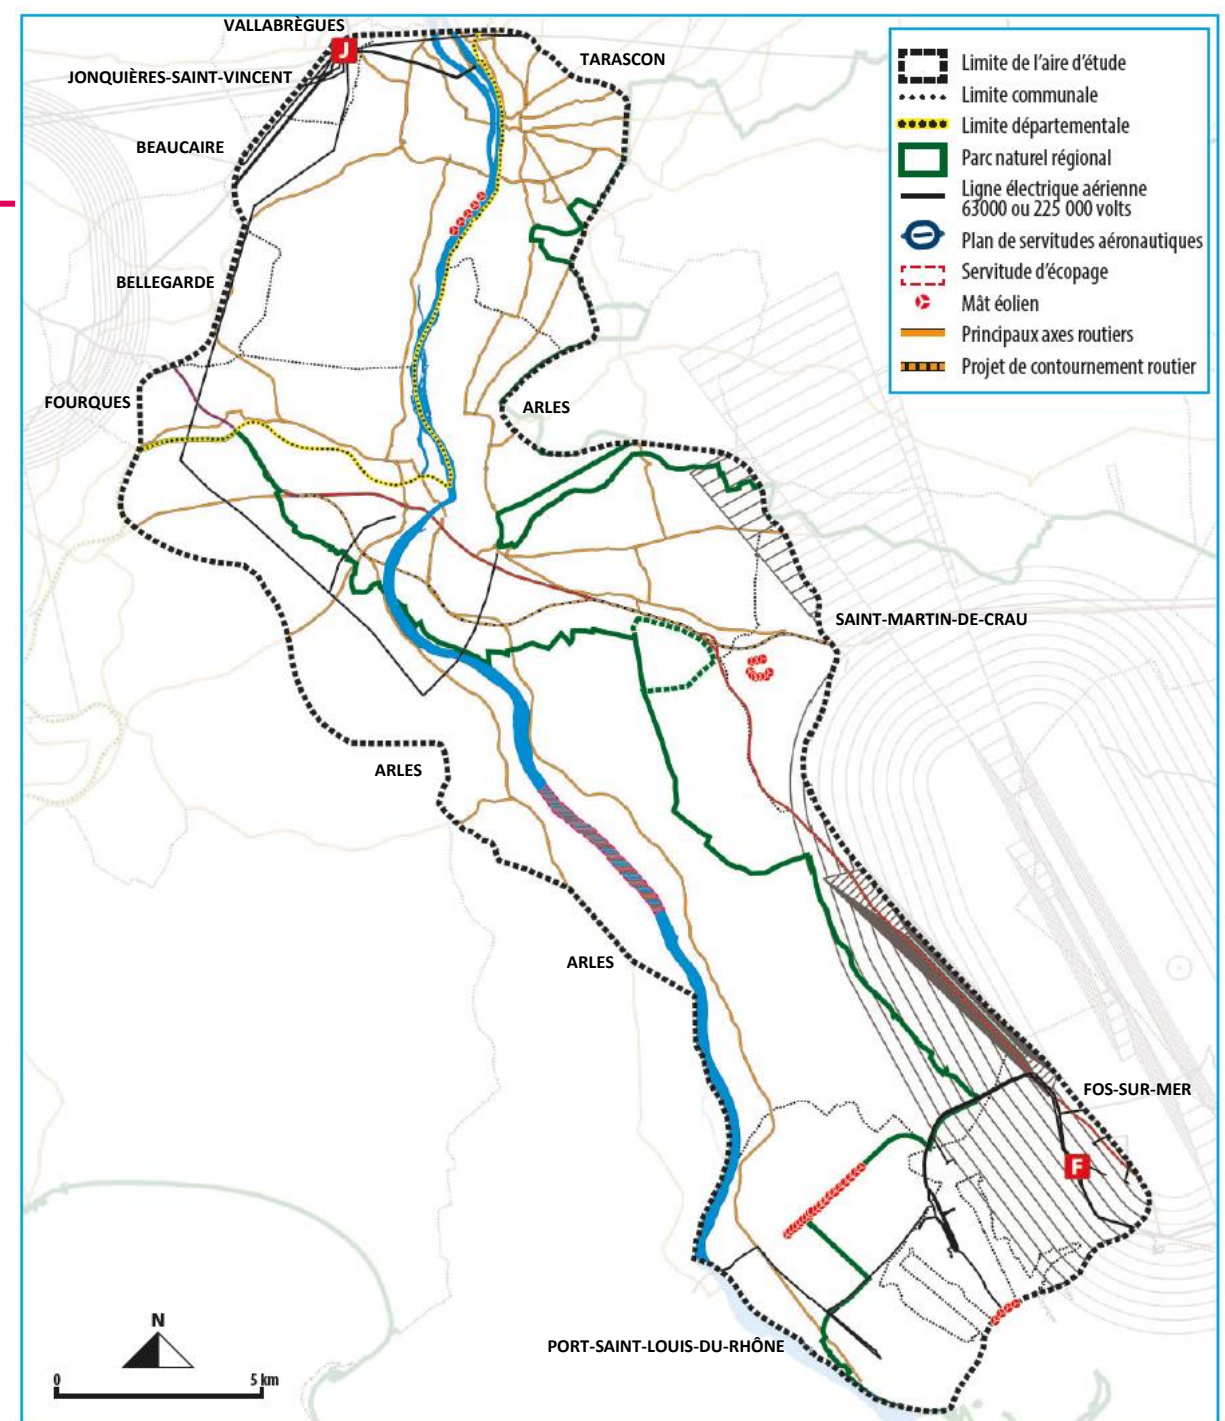 VALLABRÈGUES
J
JONQUIÈRES-SAINT-VINCENT
TARASCON
BEAUCAIRE
BELLEGARDE
FOURQUES
ARLES
SAINT-MARTIN-DE-CRAU
ARLES
ARLES
FOS-SUR-MER
F
PORT-SAINT-LOUIS-DU-RHÔNE
N
0 5 km
Limite de l'aire d'étude
Limite communale
Limite départementale
Parc naturel régional
Ligne électrique aérienne
63000 ou 225 000 volts
Plan de servitudes aéronautiques
Servitude d'écopage
Mât éolien
Principaux axes routiers
Projet de contournement routier